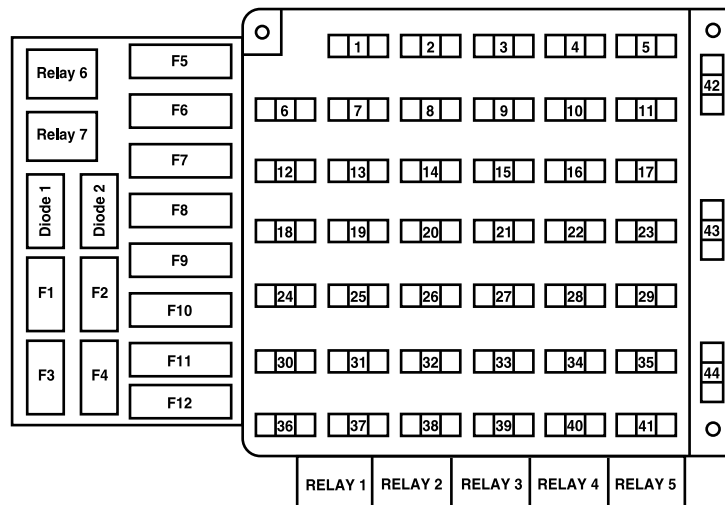 Relay 6
Relay 7
Diode 1
Diode 2
F1
F2
F3
F4
F5
F6
F7
F8
F9
F10
F11
F12
1 2 3 4 5
6 7 8 9 10 11
12 13 14 15 16 17
18 19 20 21 22 23
24 25 26 27 28 29
30 31 32 33 34 35
36 37 38 39 40 41
42
43
44
RELAY 1 RELAY 2 RELAY 3 RELAY 4 RELAY 5